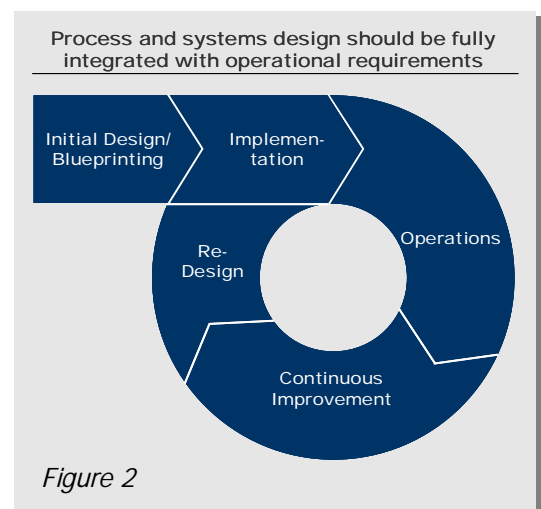 Process and systems design should be fully
integrated with operational requirements
Initial Design/
Blueprinting
Implemen-
tation
Operations
Re-
Design
Continuous
Improvement
Figure 2